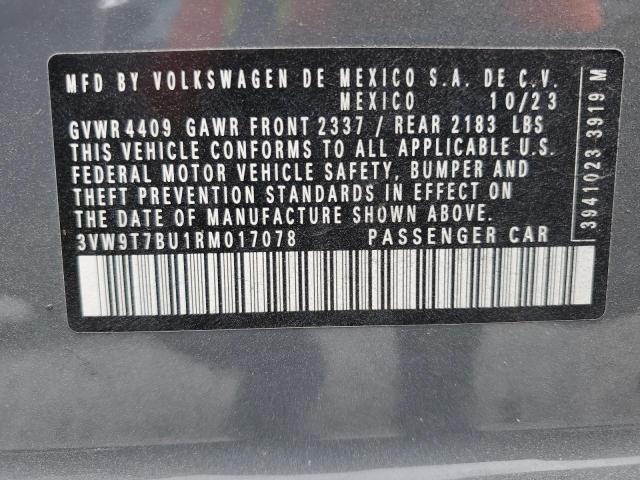 MFD BY VOLKSWAGEN DE MEXICO S.A. DE C.V.
MEXICO 10/23
GVWR 4409 GAWR FRONT 2337 / REAR 2183 LBS
THIS VEHICLE CONFORMS TO ALL APPLICABLE U.S.
FEDERAL MOTOR VEHICLE SAFETY, BUMPER AND
THEFT PREVENTION STANDARDS IN EFFECT ON
THE DATE OF MANUFACTURE SHOWN ABOVE.
3VW9T7BU1RM017078 PASSENGER CAR
3941023 3919 M